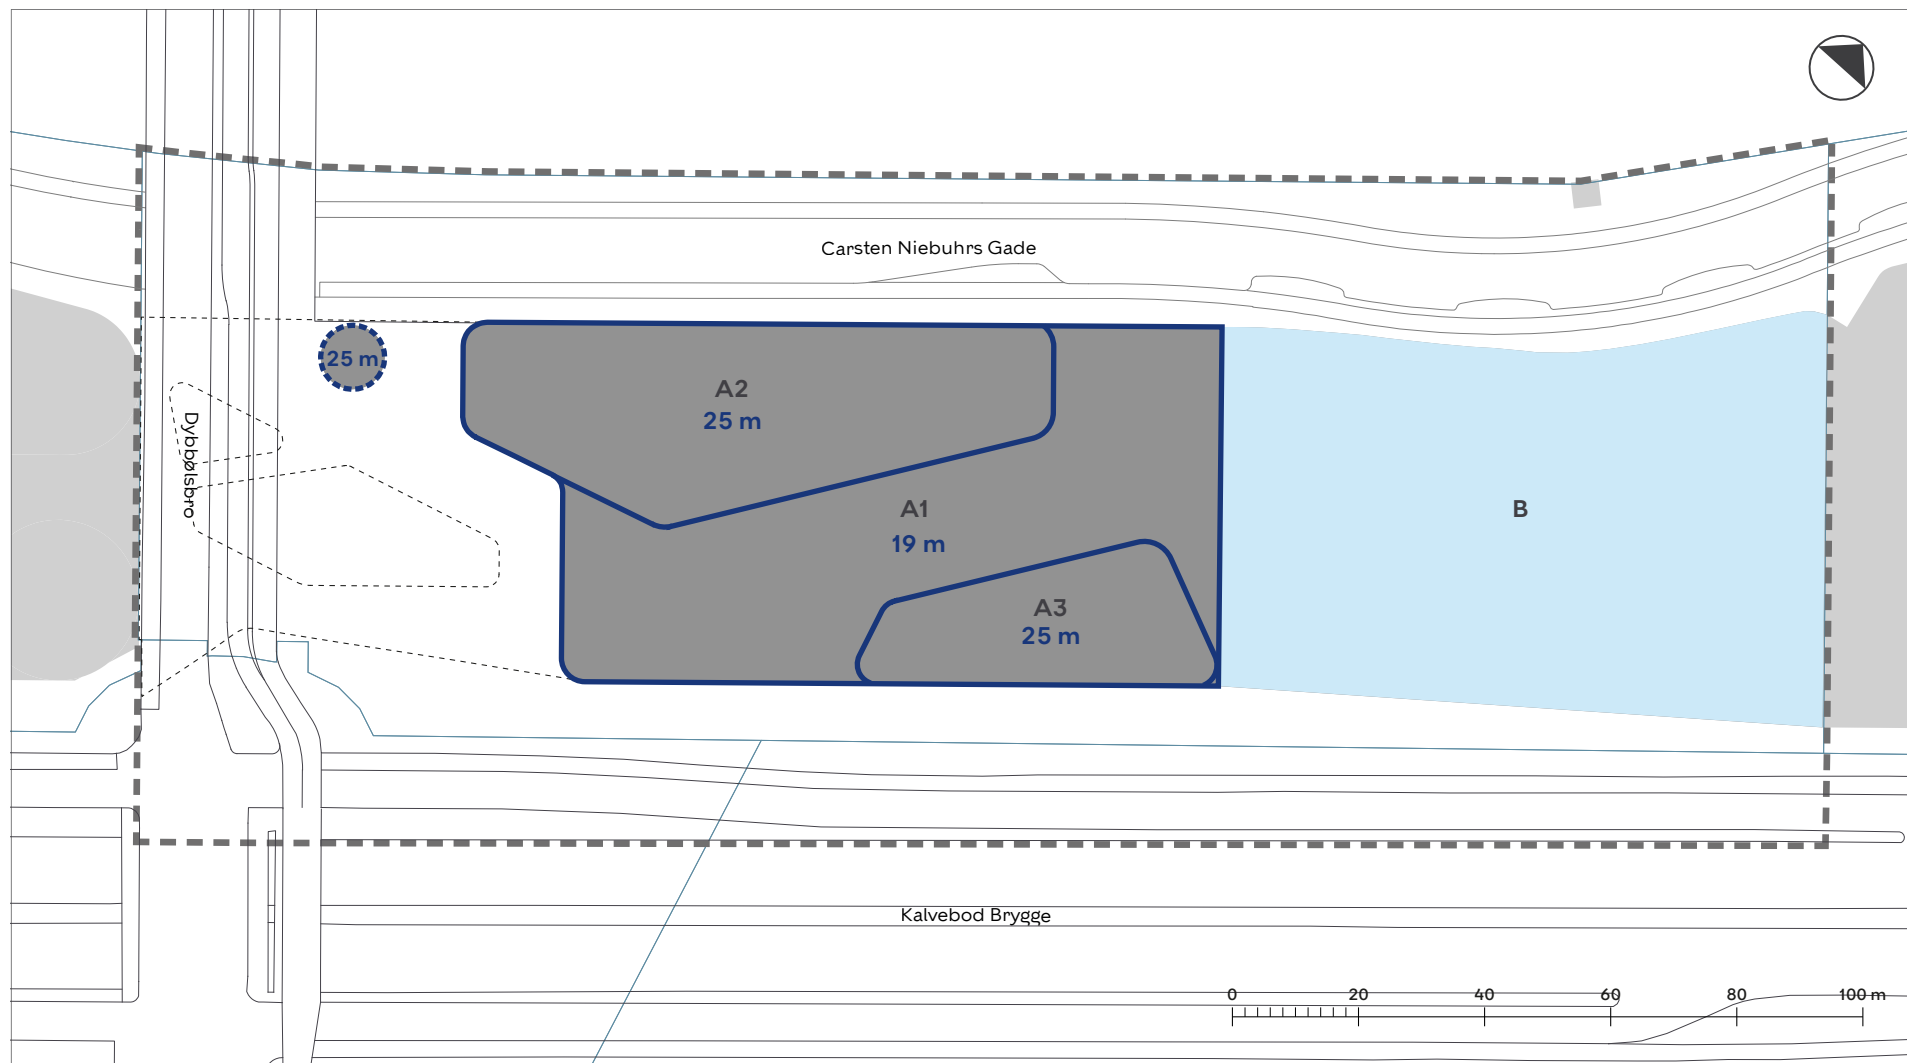 Carsten Niebuhrs Gade
25 m
A2
25 m
Dybbølsbro
A1
19 m
B
A3
25 m
Kalvebod Brygge
0 20 40 60 80 100 m